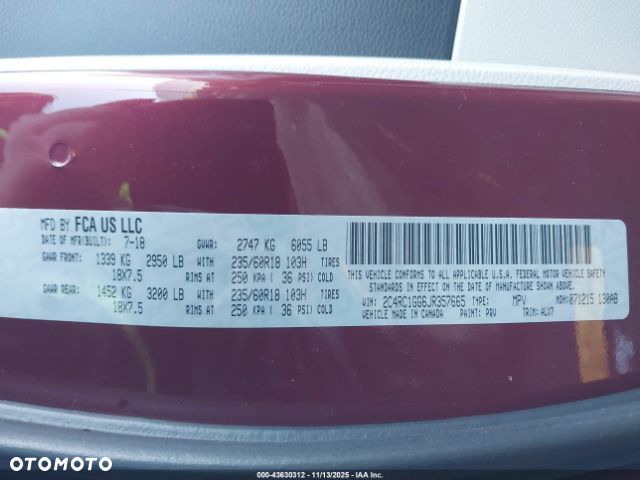 MFD BY FCA US LLC
DATE OF MFR(BUILT): 7-18 GVWR: 2747 KG 6055 LB
GAWR FRONT: 1339 KG 2950 LB WITH 235/60R18 103H TIRES
18X7.5 RIMS AT 250 KPA ( 36 PSI) COLD
GAWR REAR: 1452 KG 3200 LB WITH 235/60R18 103H TIRES
18X7.5 RIMS AT 250 KPA ( 36 PSI) COLD
THIS VEHICLE CONFORMS TO ALL APPLICABLE U.S.A. FEDERAL MOTOR VEHICLE SAFETY
STANDARDS IN EFFECT ON THE DATE OF MANUFACTURE SHOWN ABOVE.
VIN: 2C4RC1GG6JR357665 TYPE: MPV MDH: 071215 130AB
VEHICLE MADE IN CANADA PAINT: PRV TRIM: ALX7
OTOMOTO
000-43630312 - 11/13/2025 - IAA Inc.